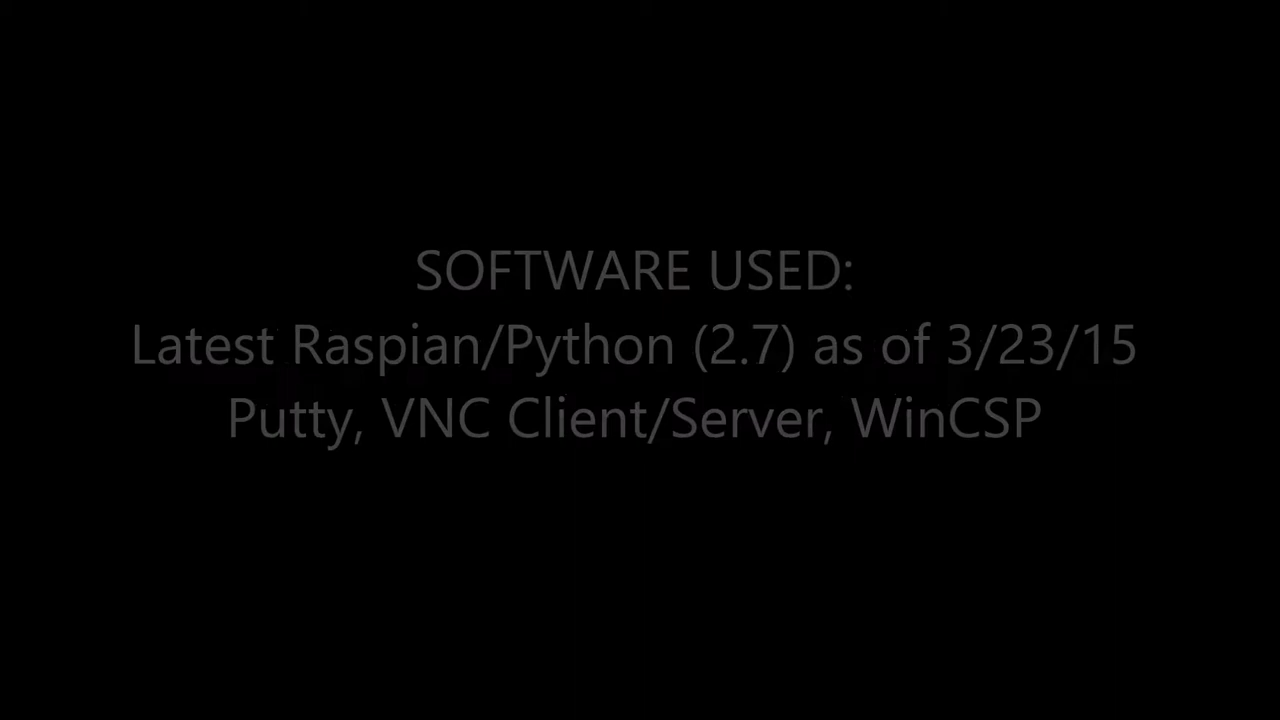 SOFTWARE USED:
Latest Raspian/Python (2.7) as of 3/23/15
Putty, VNC Client/Server, WinCSP